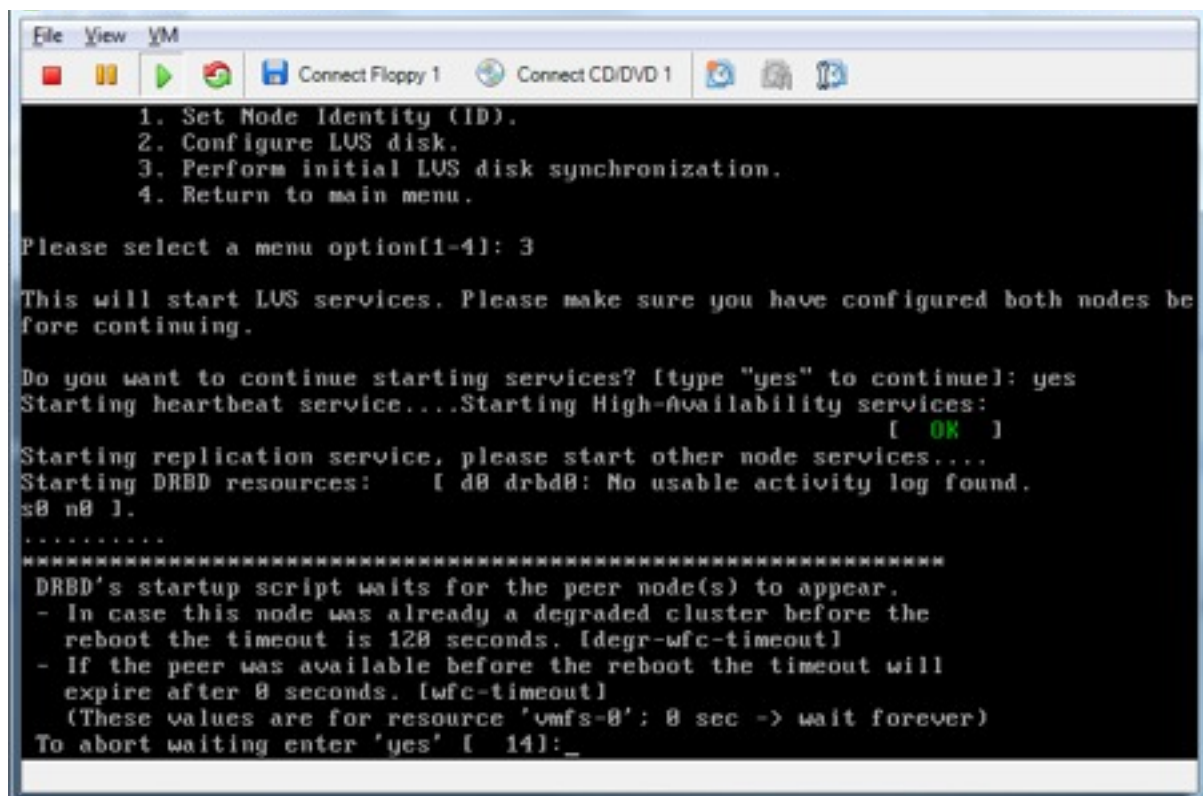 File View VM
Connect Floppy 1 Connect CD/DVD 1
1. Set Node Identity (ID).
2. Configure LVS disk.
3. Perform initial LVS disk synchronization.
4. Return to main menu.
Please select a menu option[1-4]: 3
This will start LVS services. Please make sure you have configured both nodes be
fore continuing.
Do you want to continue starting services? [type "yes" to continue]: yes
Starting heartbeat service....Starting High-Availability services:
[ OK ]
Starting replication service, please start other node services....
Starting DRBD resources: [ d0 drbd0: No usable activity log found.
s0 n0 ].
..........
***************************************************************
DRBD's startup script waits for the peer node(s) to appear.
- In case this node was already a degraded cluster before the
reboot the timeout is 120 seconds. [degr-wfc-timeout]
- If the peer was available before the reboot the timeout will
expire after 0 seconds. [wfc-timeout]
(These values are for resource 'vmfs-0'; 0 sec -> wait forever)
To abort waiting enter 'yes' [ 14]:_